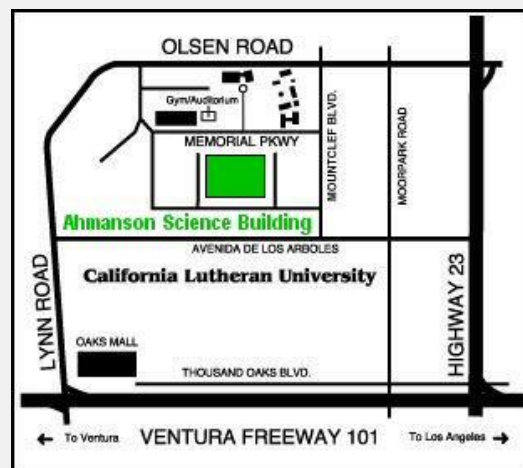 OLSEN ROAD
Gym/Auditorium
MOUNTCLEF BLVD.
MOORPARK ROAD
MEMORIAL PKWY
Ahmanson Science Building
AVENIDA DE LOS ARBOLES
California Lutheran University
LYNN ROAD
HIGHWAY 23
OAKS MALL
THOUSAND OAKS BLVD.
To Ventura
VENTURA FREEWAY 101
To Los Angeles